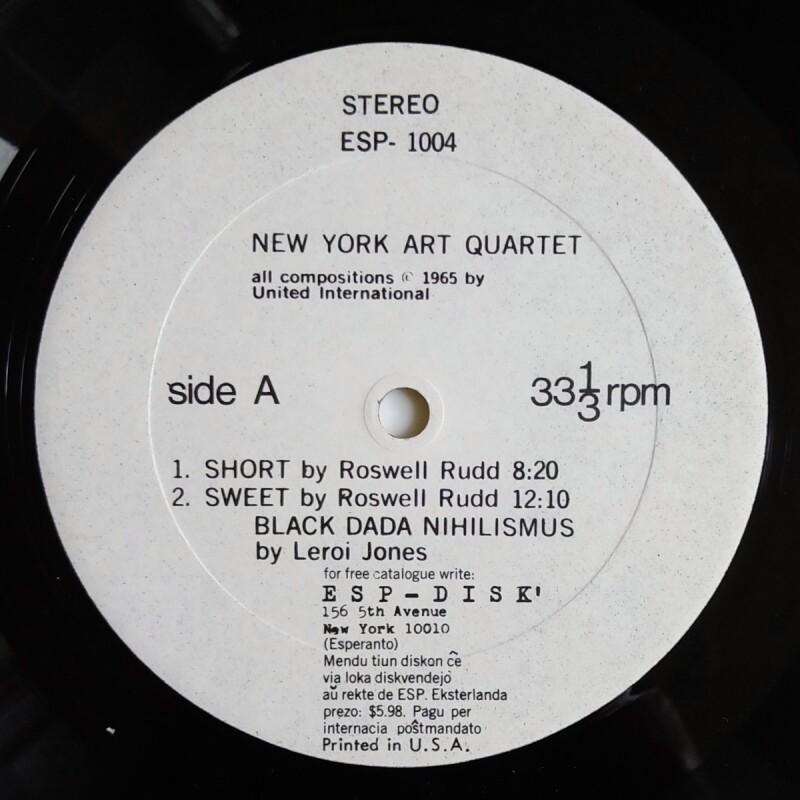 STEREO
ESP- 1004
NEW YORK ART QUARTET
all compositions © 1965 by
United International
side A
33 1/3 rpm
1. SHORT by Roswell Rudd 8:20
2. SWEET by Roswell Rudd 12:10
BLACK DADA NIHILISMUS
by Leroi Jones
for free catalogue write:
ESP-DISK'
156 5th Avenue
New York 10010
(Esperanto)
Mendu tiun diskon ĉe
via loka diskvendejo
aŭ rekte de ESP. Eksterlanda
prezo: $5.98. Pagu per
internacia poŝtmandato
Printed in U.S.A.